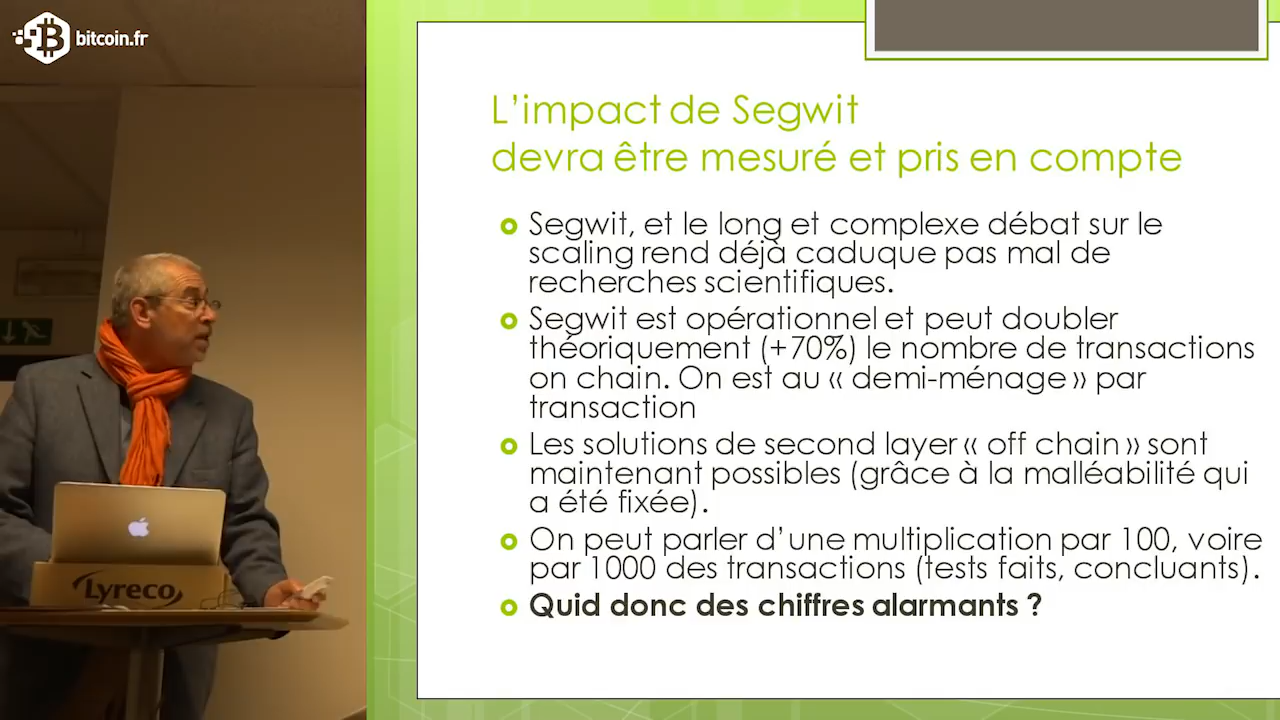 bitcoin.fr
L'impact de Segwit
devra être mesuré et pris en compte
Segwit, et le long et complexe débat sur le
scaling rend déjà caduque pas mal de
recherches scientifiques.
Segwit est opérationnel et peut doubler
théoriquement (+70%) le nombre de transactions
on chain. On est au « demi-ménage » par
transaction
Les solutions de second layer « off chain » sont
maintenant possibles (grâce à la malléabilité qui
a été fixée).
On peut parler d'une multiplication par 100, voire
par 1000 des transactions (tests faits, concluants).
Quid donc des chiffres alarmants ?
Lyreco